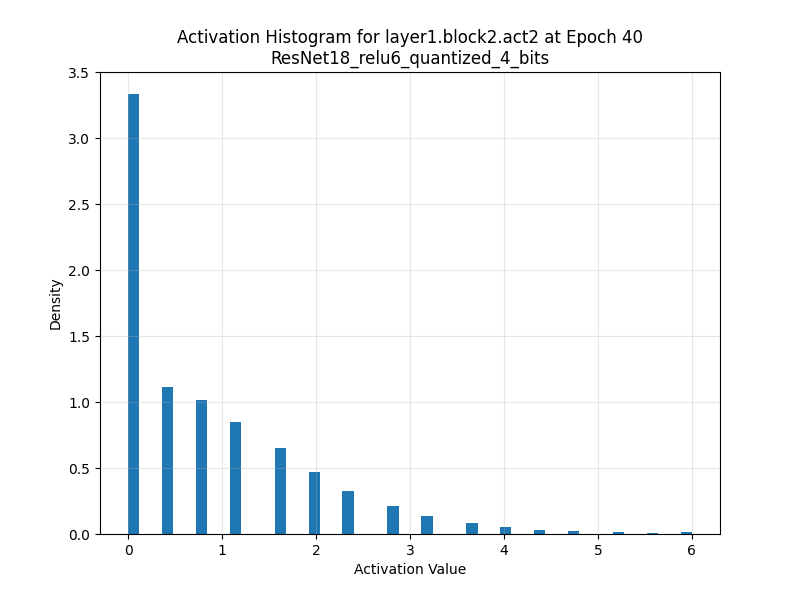 Activation Histogram for layer1.block2.act2 at Epoch 40
ResNet18_relu6_quantized_4_bits
3.5
3.0
2.5
2.0
1.5
1.0
0.5
0.0
Density
0 1 2 3 4 5 6
Activation Value